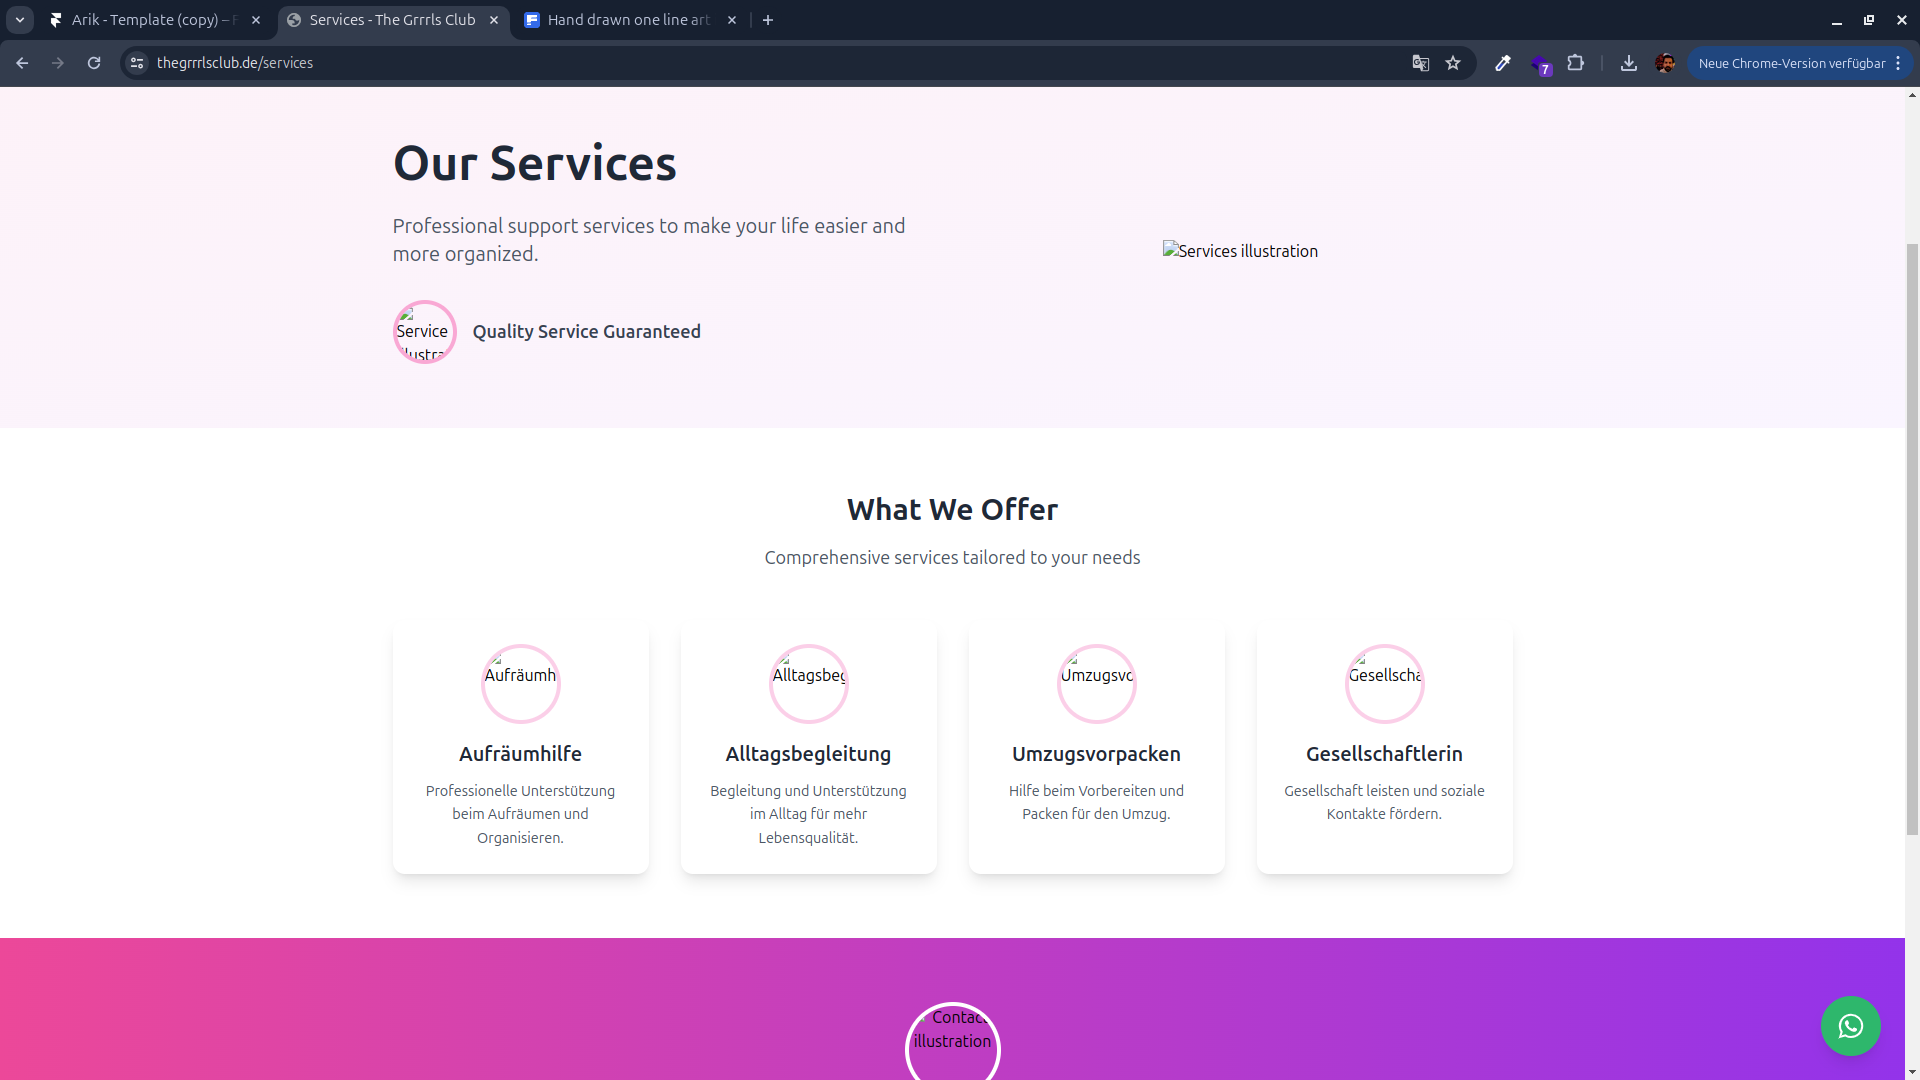 Arik - Template (copy) –
Services - The Grrrls Club
Hand drawn one line art
thegrrrlsclub.de/services
7
Neue Chrome-Version verfügbar
Our Services
Professional support services to make your life easier and
more organized.
Services illustration
Service
illustra
Quality Service Guaranteed
What We Offer
Comprehensive services tailored to your needs
Aufräumh
Alltagsbeg
Umzugsvo
Gesellscha
Aufräumhilfe
Alltagsbegleitung
Umzugsvorpacken
Gesellschaftlerin
Professionelle Unterstützung
beim Aufräumen und
Organisieren.
Begleitung und Unterstützung
im Alltag für mehr
Lebensqualität.
Hilfe beim Vorbereiten und
Packen für den Umzug.
Gesellschaft leisten und soziale
Kontakte fördern.
Contact
illustration